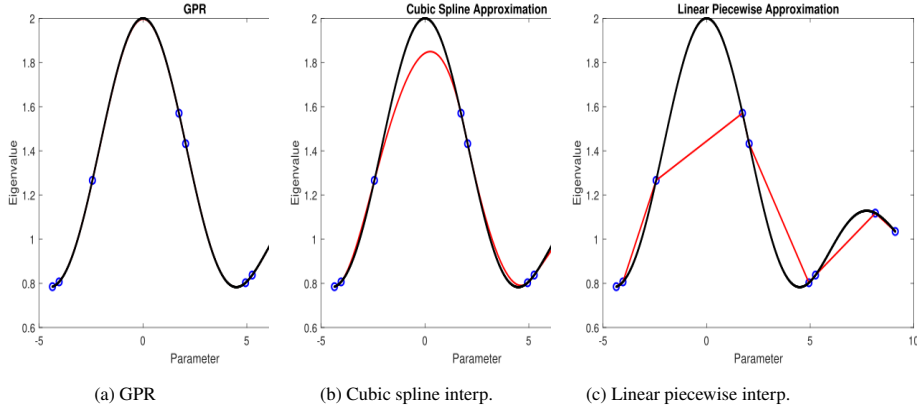 GPR
2
1.8
1.6
1.4
1.2
1
0.8
0.6
Eigenvalue
-5
0
5
Parameter
(a) GPR
Cubic Spline Approximation
2
1.8
1.6
1.4
1.2
1
0.8
0.6
Eigenvalue
-5
0
5
Parameter
(b) Cubic spline interp.
Linear Piecewise Approximation
2
1.8
1.6
1.4
1.2
1
0.8
0.6
Eigenvalue
-5
0
5
10
Parameter
(c) Linear piecewise interp.